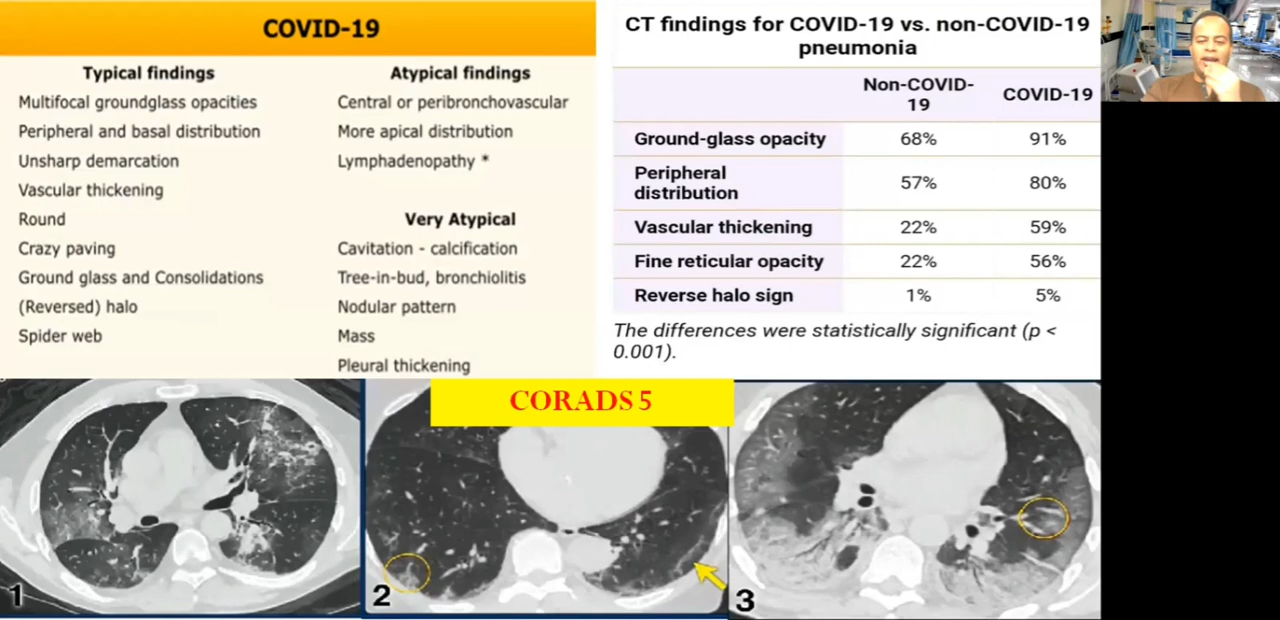 COVID-19
Typical findings
Multifocal groundglass opacities
Peripheral and basal distribution
Unsharp demarcation
Vascular thickening
Round
Crazy paving
Ground glass and Consolidations
(Reversed) halo
Spider web
Atypical findings
Central or peribronchovascular
More apical distribution
Lymphadenopathy *
Very Atypical
Cavitation - calcification
Tree-in-bud, bronchiolitis
Nodular pattern
Mass
Pleural thickening
CT findings for COVID-19 vs. non-COVID-19
pneumonia
Non-COVID-
19
COVID-19
Ground-glass opacity 68% 91%
Peripheral
distribution 57% 80%
Vascular thickening 22% 59%
Fine reticular opacity 22% 56%
Reverse halo sign 1% 5%
The differences were statistically significant (p <
0.001).
CORADS 5
1
2
3